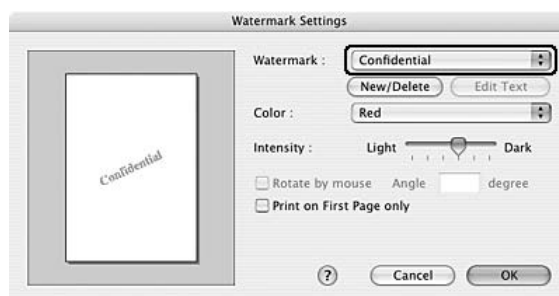 Watermark Settings
Watermark : Confidential
New/Delete Edit Text
Color : Red
Intensity : Light Dark
Confidential
Rotate by mouse Angle degree
Print on First Page only
? Cancel OK